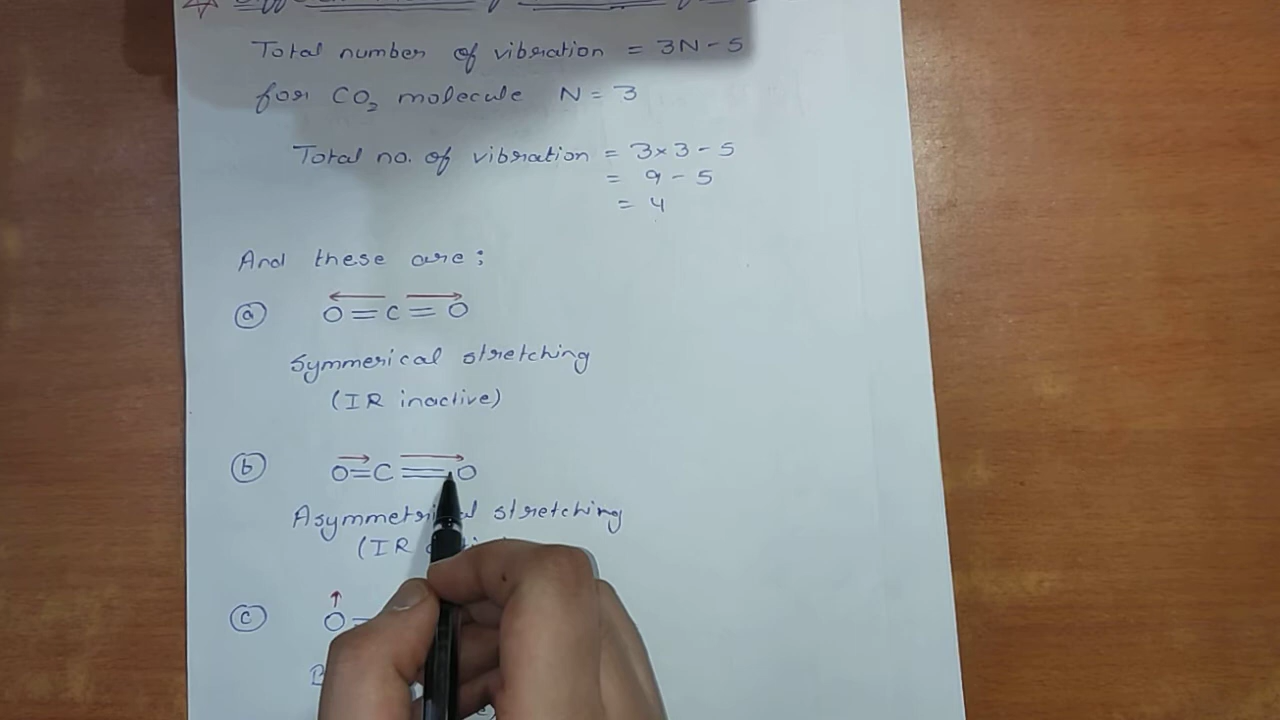 Total number of vibration = 3N - 5
for CO₂ molecule N = 3
Total no. of vibration = 3×3 - 5
= 9 - 5
= 4
And these are :
(a) O=C=O
Symmerical stretching
(IR inactive)
(b) O=C=O
Asymmetrical stretching
(IR
(c) O=